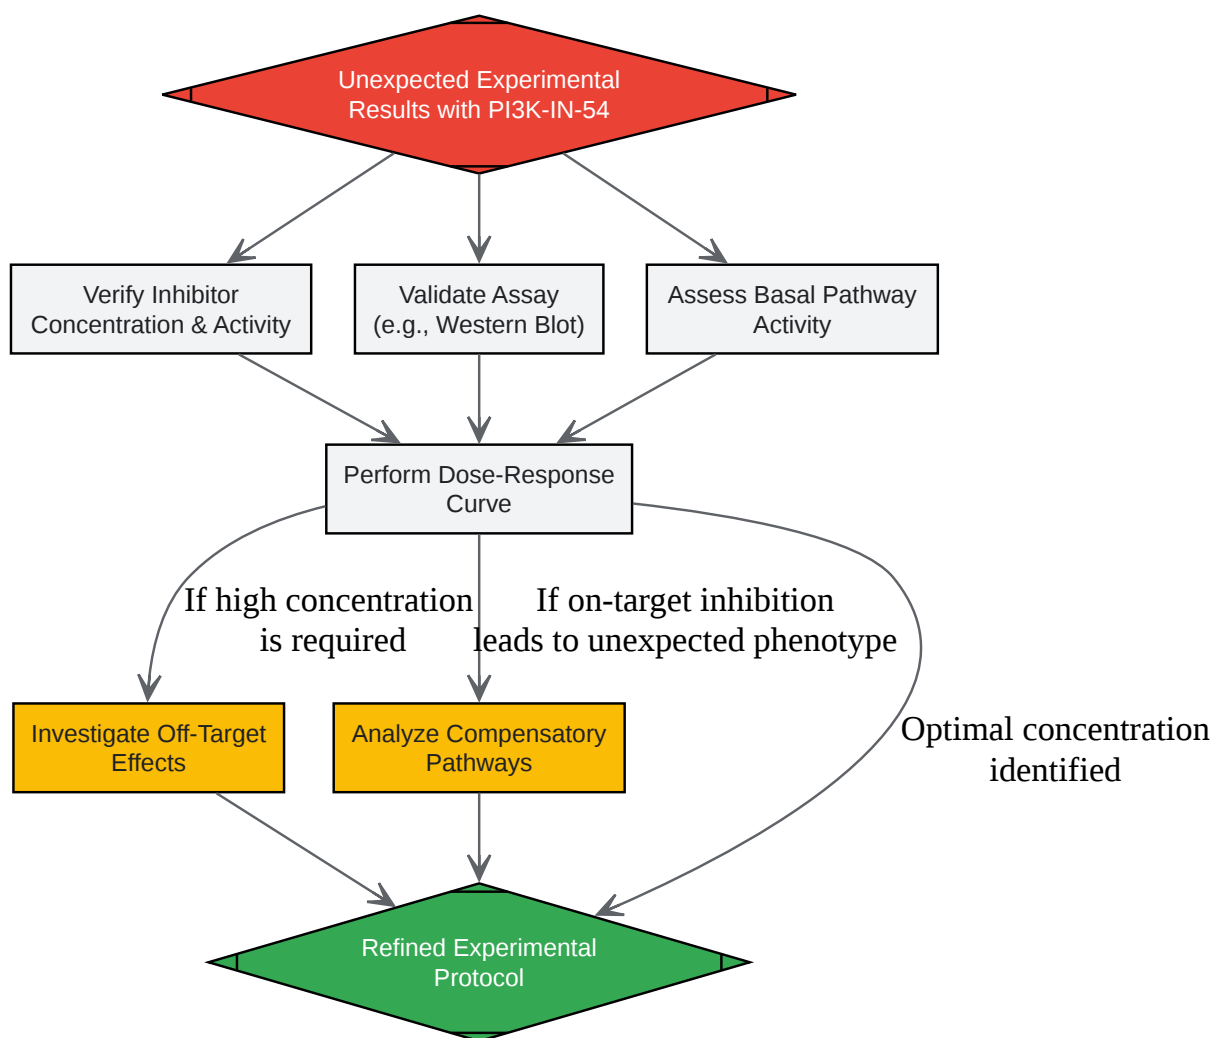 Unexpected Experimental
Results with PI3K-IN-54
Verify Inhibitor
Concentration & Activity
Validate Assay
(e.g., Western Blot)
Assess Basal Pathway
Activity
Perform Dose-Response
Curve
If high concentration
is required
If on-target inhibition
leads to unexpected phenotype
Optimal concentration
identified
Investigate Off-Target
Effects
Analyze Compensatory
Pathways
Refined Experimental
Protocol